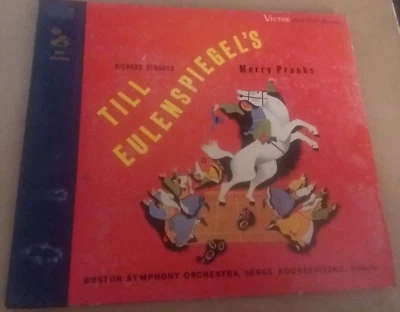 VICTOR
RICHARD STRAUSS
TILL
EULENSPIEGEL'S
Merry Pranks
BOSTON SYMPHONY ORCHESTRA, SERGE KOUSSEVITZKY, Conductor